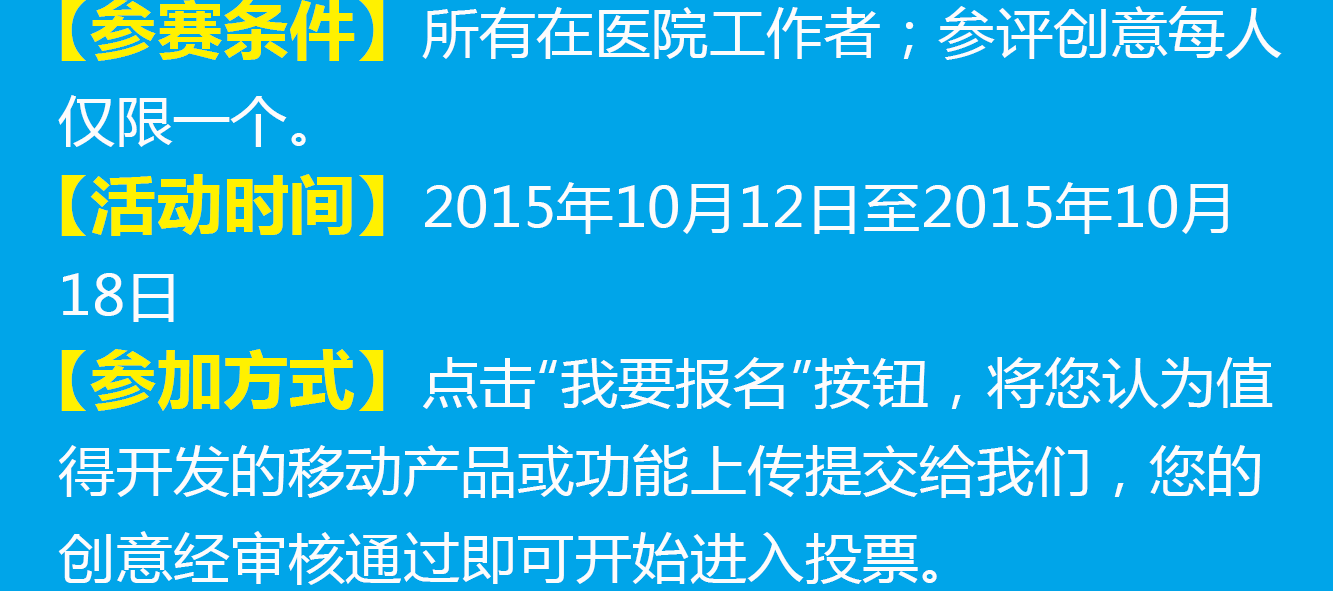 【参赛条件】所有在医院工作者；参评创意每人
仅限一个。
【活动时间】2015年10月12日至2015年10月
18日
【参加方式】点击“我要报名”按钮，将您认为值
得开发的移动产品或功能上传提交给我们，您的
创意经审核通过即可开始进入投票。